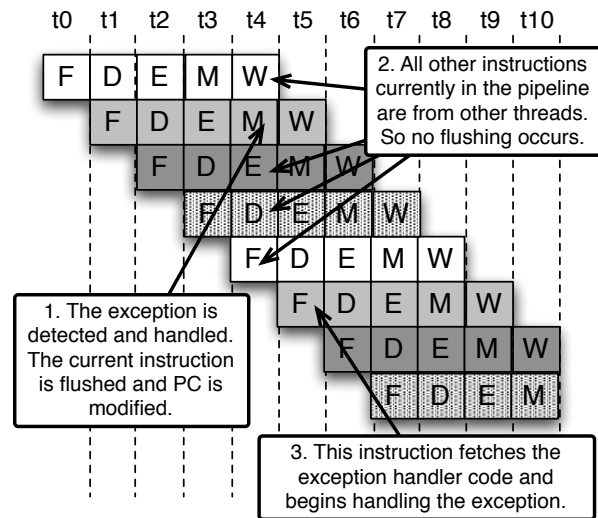 t0 t1 t2 t3 t4 t5 t6 t7 t8 t9 t10
F D E M W
2. All other instructions
currently in the pipeline
are from other threads.
So no flushing occurs.
F D E M W
F D E M W
F D E M W
F D E M W
1. The exception is
detected and handled.
The current instruction
is flushed and PC is
modified.
F D E M W
F D E M W
F D E M
3. This instruction fetches the
exception handler code and
begins handling the exception.